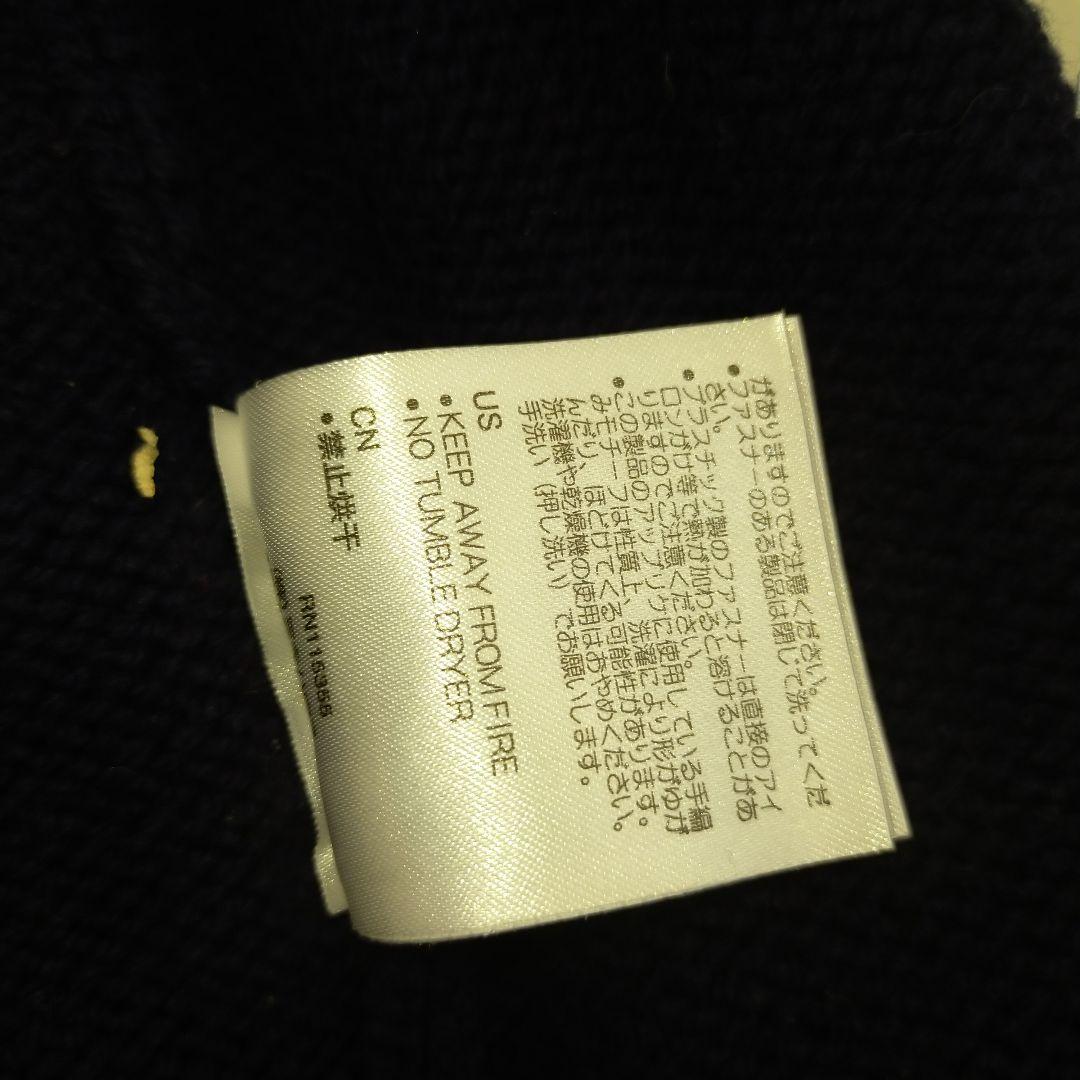 がありますのでご注意ください。
●ファスナーのある製品は閉じて洗ってくだ
さい。
●プラスチック製のファスナーは直接のアイ
ロンがけ等で熱が加わると溶けることがあ
りますのでご注意ください。
●この製品のアップリケに使用している手編
みモチーフは性質上、洗濯により形がゆが
んだり、ほどけてくる可能性があります。
洗濯機や乾燥機の使用はおやめください。
手洗い（押し洗い）でお願いします。
US
●KEEP AWAY FROM FIRE
●NO TUMBLE DRYER
CN
●禁止烘干